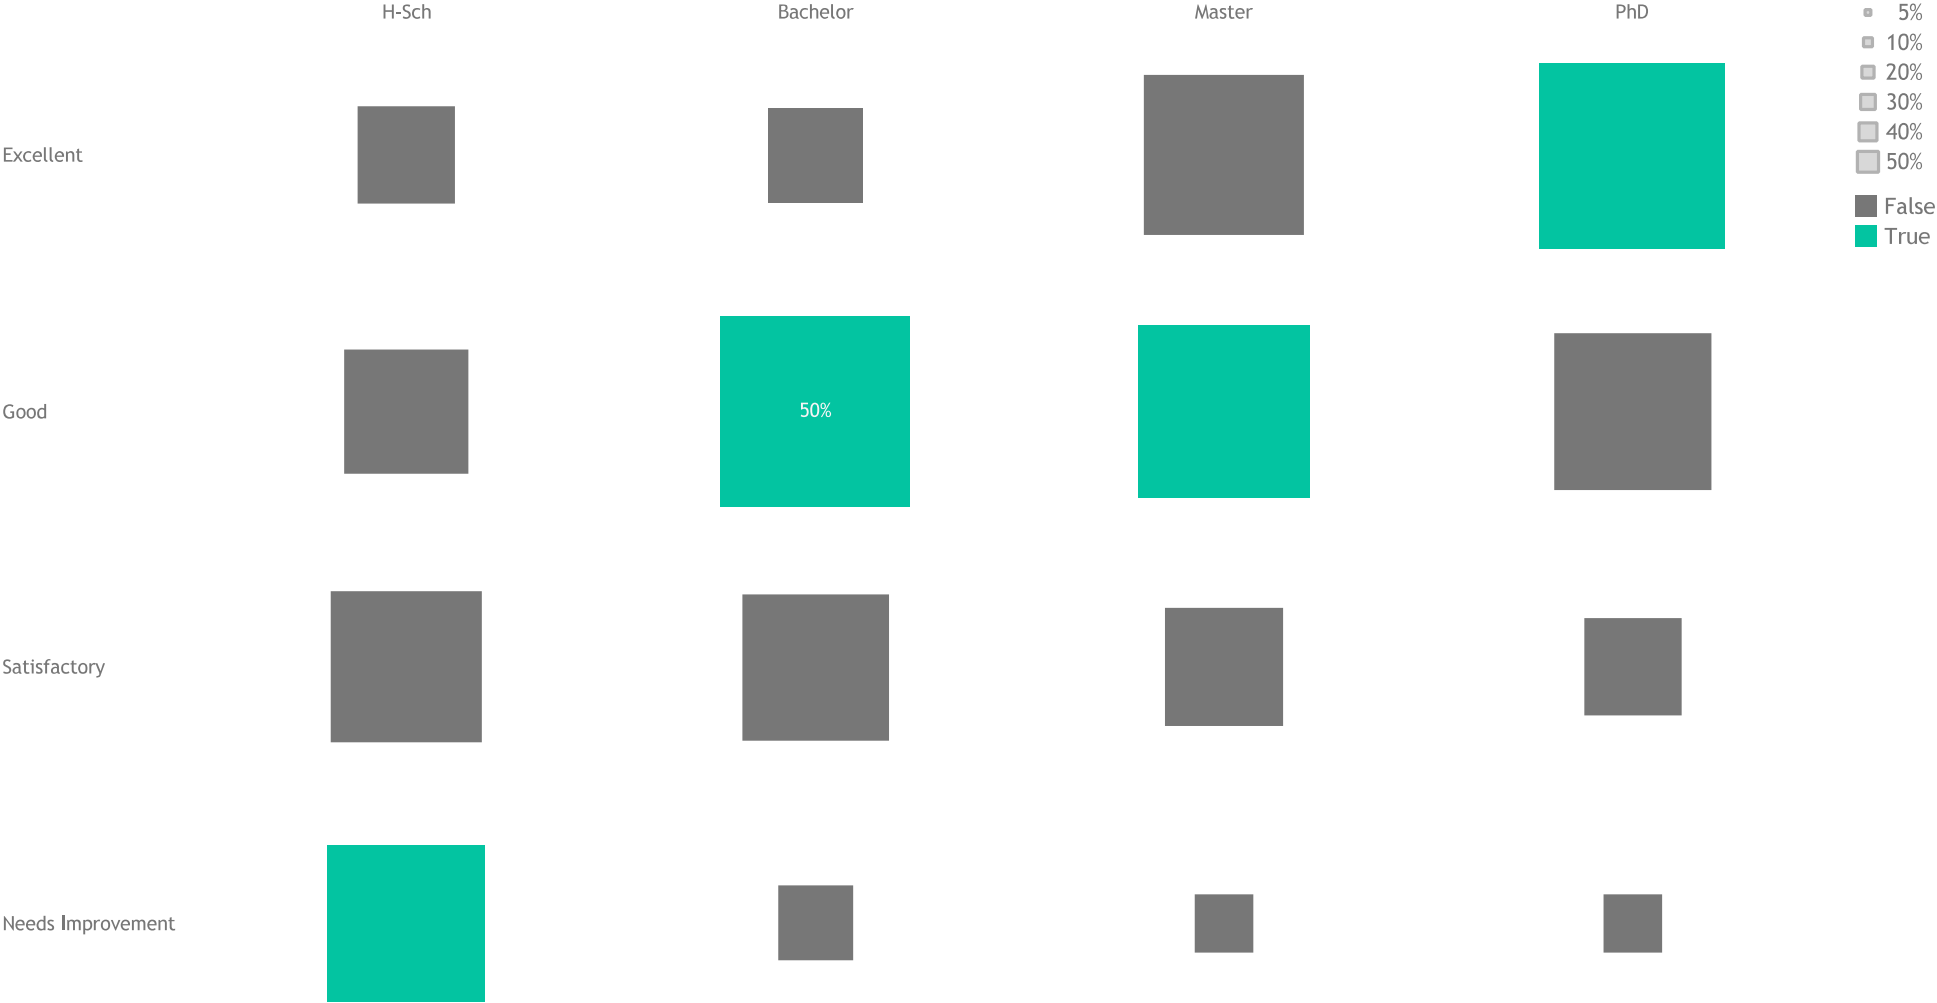 H-Sch Bachelor Master PhD
5%
10%
20%
30%
40%
50%
False
True
Excellent
Good
50%
Satisfactory
Needs Improvement